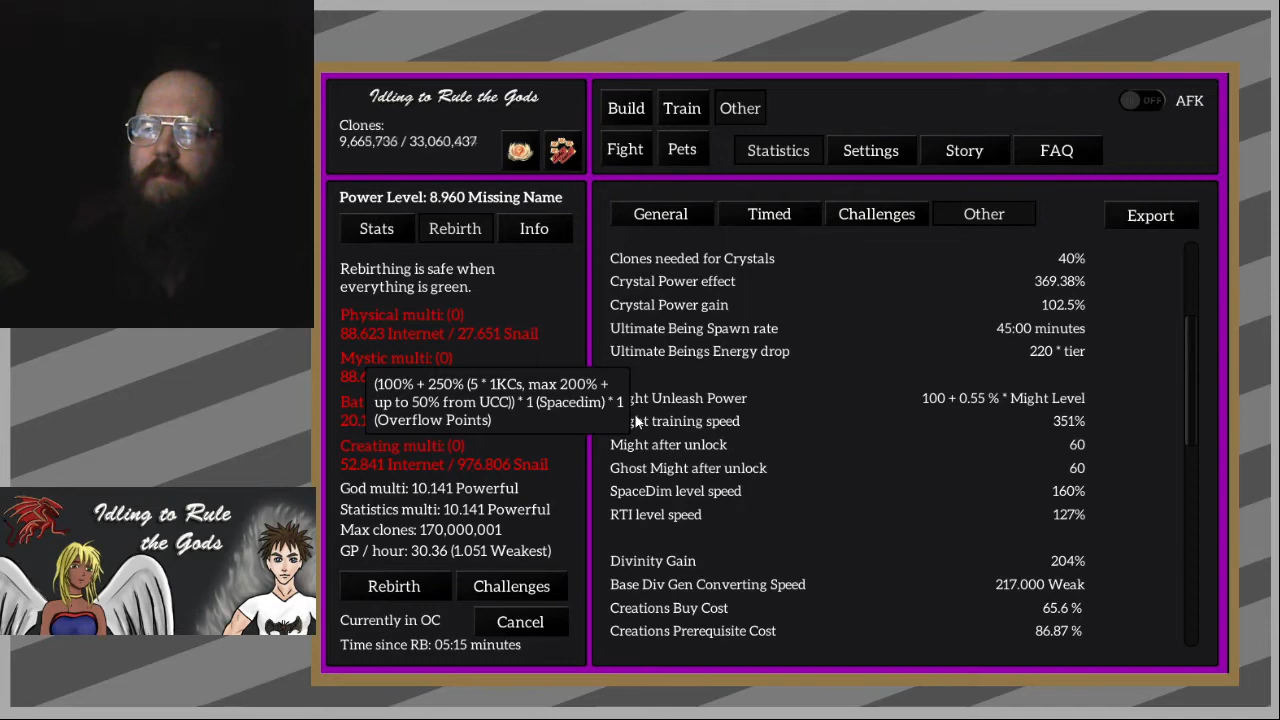 Idling to Rule the Gods
Clones:
9,665,736 / 33,060,437
Build
Train
Other
OFF
AFK
Fight
Pets
Statistics
Settings
Story
FAQ
Power Level: 8.960 Missing Name
Stats
Rebirth
Info
Rebirthing is safe when
everything is green.
Physical multi: (0)
88.623 Internet / 27.651 Snail
Mystic multi: (0)
(100% + 250% (5 * 1KCs, max 200% +
up to 50% from UCC)) * 1 (Spacedim) * 1
(Overflow Points)
Creating multi: (0)
52.841 Internet / 976.806 Snail
God multi: 10.141 Powerful
Statistics multi: 10.141 Powerful
Max clones: 170,000,001
GP / hour: 30.36 (1.051 Weakest)
Rebirth
Challenges
Currently in OC
Cancel
Time since RB: 05:15 minutes
General
Timed
Challenges
Other
Export
Clones needed for Crystals 40%
Crystal Power effect 369.38%
Crystal Power gain 102.5%
Ultimate Being Spawn rate 45:00 minutes
Ultimate Beings Energy drop 220 * tier
Unleash Power 100 + 0.55 % * Might Level
training speed 351%
Might after unlock 60
Ghost Might after unlock 60
SpaceDim level speed 160%
RTI level speed 127%
Divinity Gain 204%
Base Div Gen Converting Speed 217.000 Weak
Creations Buy Cost 65.6 %
Creations Prerequisite Cost 86.87 %
Idling to Rule
the Gods